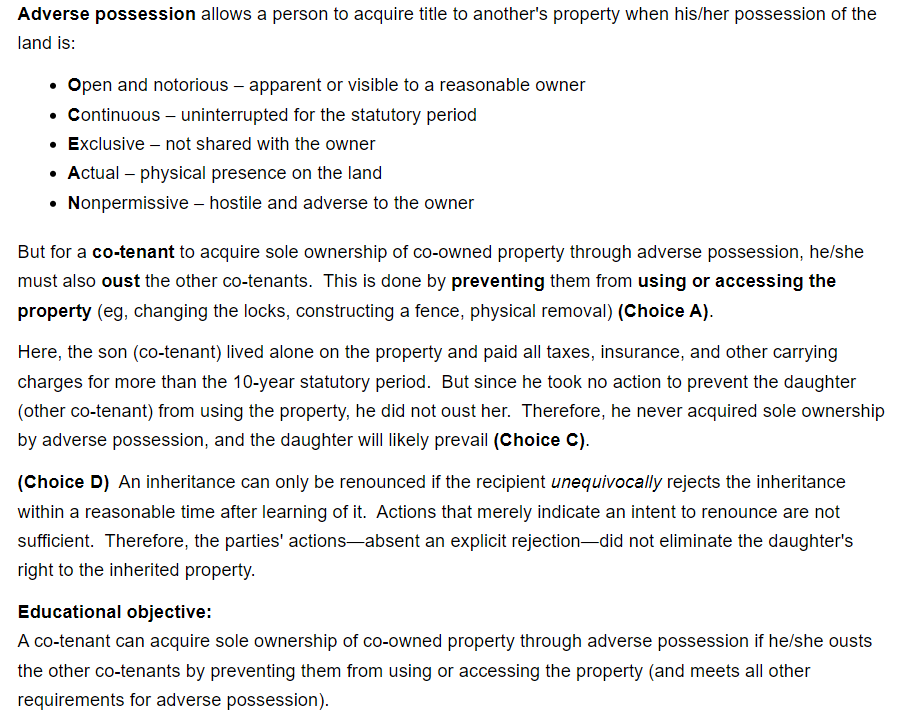 Adverse possession allows a person to acquire title to another's property when his/her possession of the
land is:
• Open and notorious – apparent or visible to a reasonable owner
• Continuous – uninterrupted for the statutory period
• Exclusive – not shared with the owner
• Actual – physical presence on the land
• Nonpermissive – hostile and adverse to the owner
But for a co-tenant to acquire sole ownership of co-owned property through adverse possession, he/she
must also oust the other co-tenants.  This is done by preventing them from using or accessing the
property (eg, changing the locks, constructing a fence, physical removal) (Choice A).
Here, the son (co-tenant) lived alone on the property and paid all taxes, insurance, and other carrying
charges for more than the 10-year statutory period.  But since he took no action to prevent the daughter
(other co-tenant) from using the property, he did not oust her.  Therefore, he never acquired sole ownership
by adverse possession, and the daughter will likely prevail (Choice C).
(Choice D)  An inheritance can only be renounced if the recipient unequivocally rejects the inheritance
within a reasonable time after learning of it.  Actions that merely indicate an intent to renounce are not
sufficient.  Therefore, the parties' actions—absent an explicit rejection—did not eliminate the daughter's
right to the inherited property.
Educational objective:
A co-tenant can acquire sole ownership of co-owned property through adverse possession if he/she ousts
the other co-tenants by preventing them from using or accessing the property (and meets all other
requirements for adverse possession).